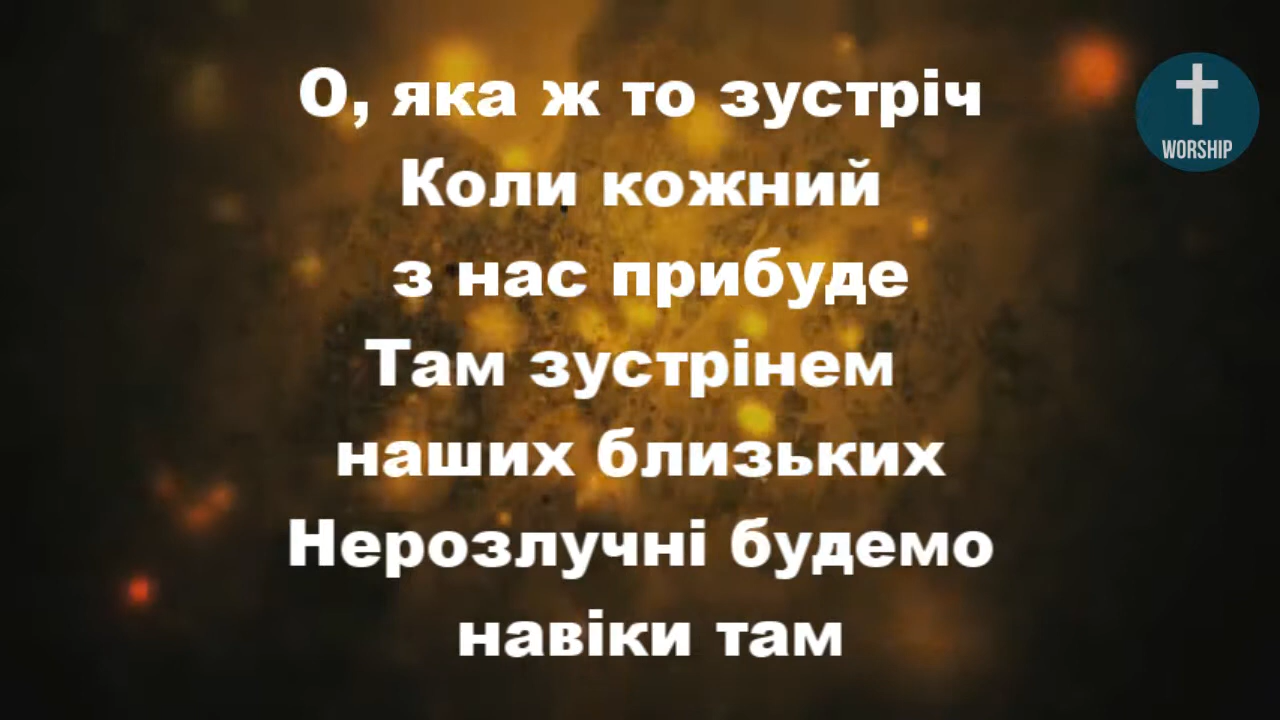 О, яка ж то зустріч
Коли кожний
з нас прибуде
Там зустрінем
наших близьких
Нерозлучні будемо
навіки там
WORSHIP